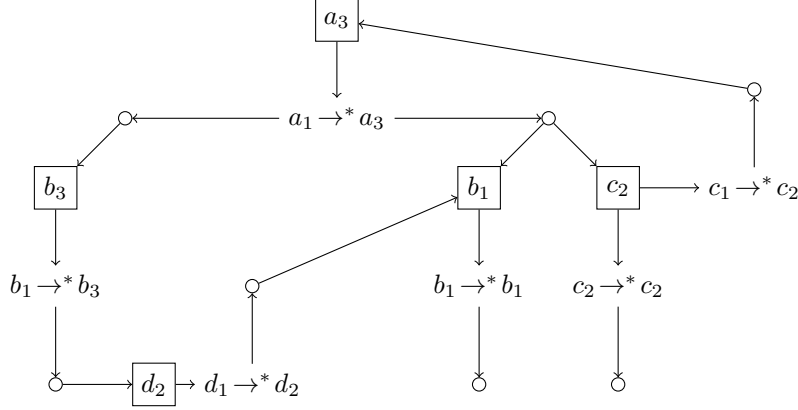 a₃
a₁ →* a₃
b₃ b₁ c₂ c₁ →* c₂
b₁ →* b₃ b₁ →* b₁ c₂ →* c₂
d₂ d₁ →* d₂